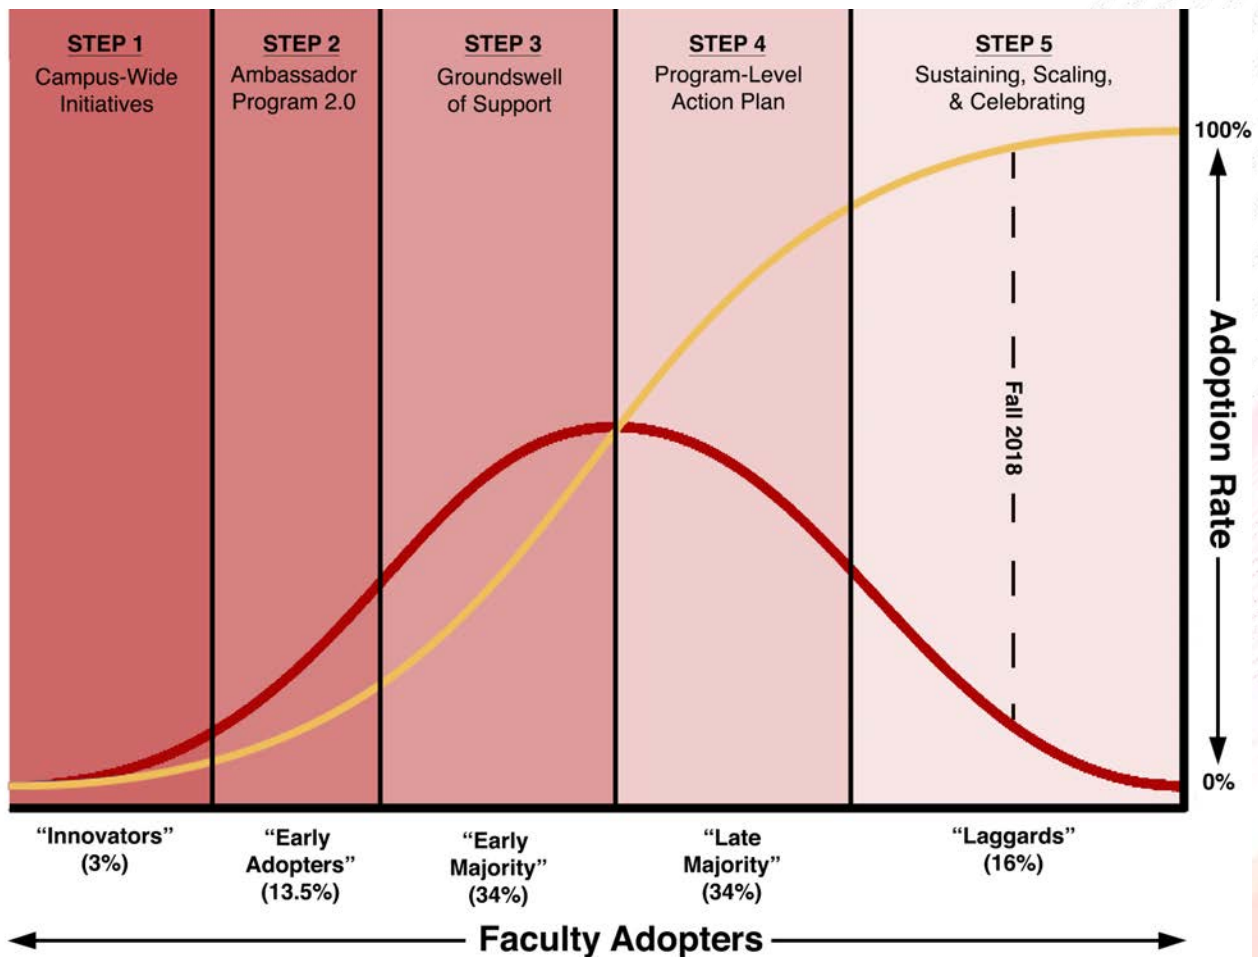 STEP 1
Campus-Wide
Initiatives
STEP 2
Ambassador
Program 2.0
STEP 3
Groundswell
of Support
STEP 4
Program-Level
Action Plan
STEP 5
Sustaining, Scaling,
& Celebrating
100%
Adoption Rate
0%
Fall 2018
“Innovators”
(3%)
“Early
Adopters”
(13.5%)
“Early
Majority”
(34%)
“Late
Majority”
(34%)
“Laggards”
(16%)
Faculty Adopters